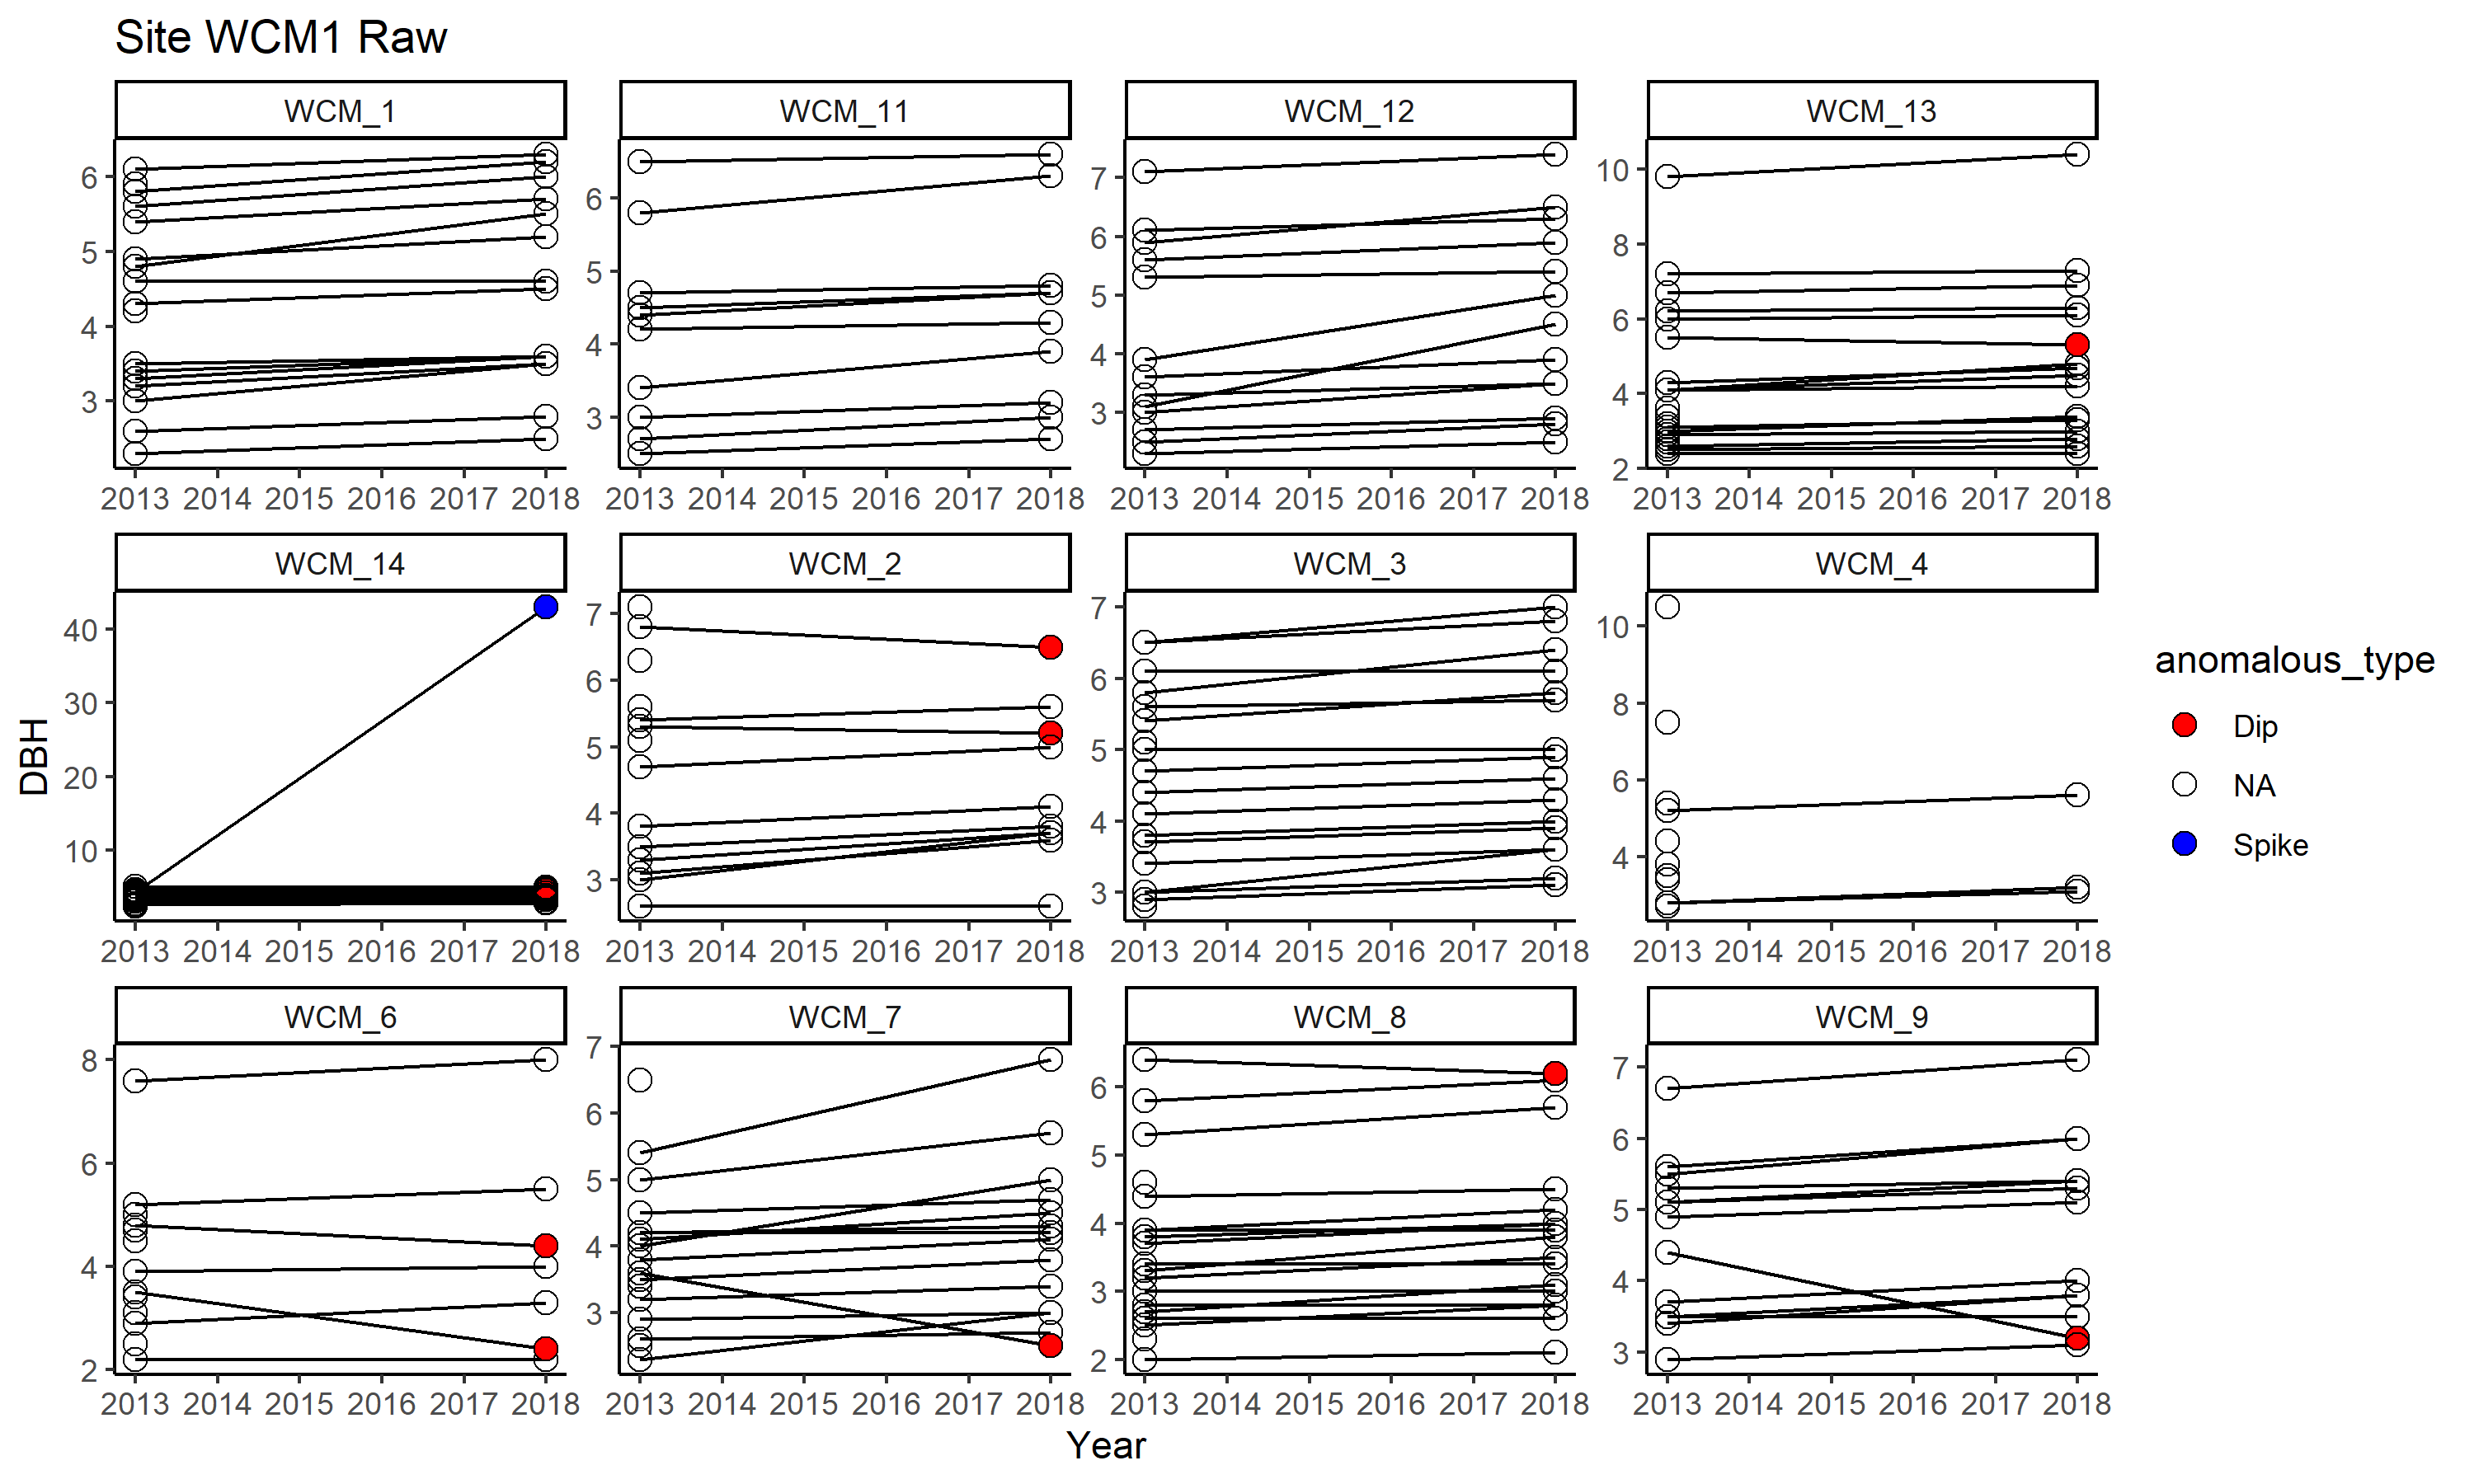 Site WCM1 Raw
WCM_1 WCM_11 WCM_12 WCM_13
6 5 4 3
6 5 4 3
7 6 5 4 3
10 8 6 4 2
2013 2014 2015 2016 2017 2018 2013 2014 2015 2016 2017 2018 2013 2014 2015 2016 2017 2018 2013 2014 2015 2016 2017 2018
WCM_14 WCM_2 WCM_3 WCM_4
40 30 20 10
7 6 5 4 3
7 6 5 4 3
10 8 6 4
2013 2014 2015 2016 2017 2018 2013 2014 2015 2016 2017 2018 2013 2014 2015 2016 2017 2018 2013 2014 2015 2016 2017 2018
WCM_6 WCM_7 WCM_8 WCM_9
8 6 4 2
7 6 5 4 3
6 5 4 3 2
7 6 5 4 3
2013 2014 2015 2016 2017 2018 2013 2014 2015 2016 2017 2018 2013 2014 2015 2016 2017 2018 2013 2014 2015 2016 2017 2018
DBH
Year
anomalous_type
Dip
NA
Spike